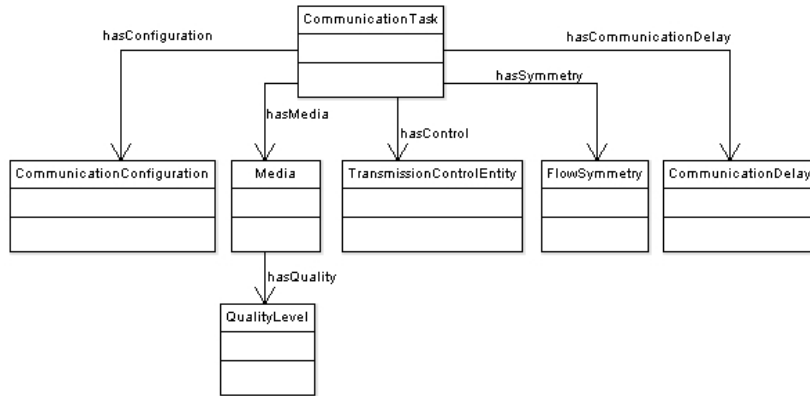 CommunicationTask
hasConfiguration
hasCommunicationDelay
hasSymmetry
hasMedia
hasControl
CommunicationConfiguration
Media
TransmissionControlEntity
FlowSymmetry
CommunicationDelay
hasQuality
QualityLevel